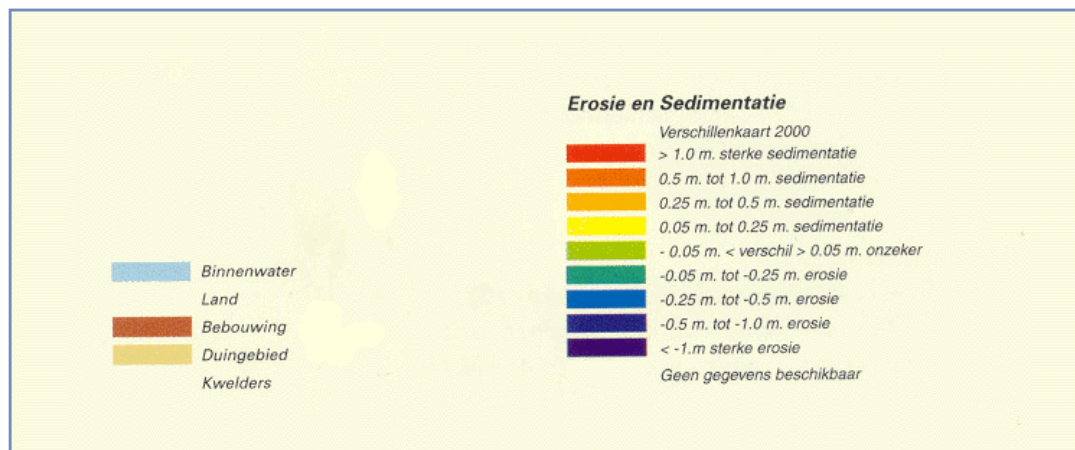 Erosie en Sedimentatie
Verschillenkaart 2000
> 1.0 m. sterke sedimentatie
0.5 m. tot 1.0 m. sedimentatie
0.25 m. tot 0.5 m. sedimentatie
0.05 m. tot 0.25 m. sedimentatie
- 0.05 m. < verschil > 0.05 m. onzeker
-0.05 m. tot -0.25 m. erosie
-0.25 m. tot -0.5 m. erosie
-0.5 m. tot -1.0 m. erosie
< -1.m sterke erosie
Geen gegevens beschikbaar
Binnenwater
Land
Bebouwing
Duingebied
Kwelders